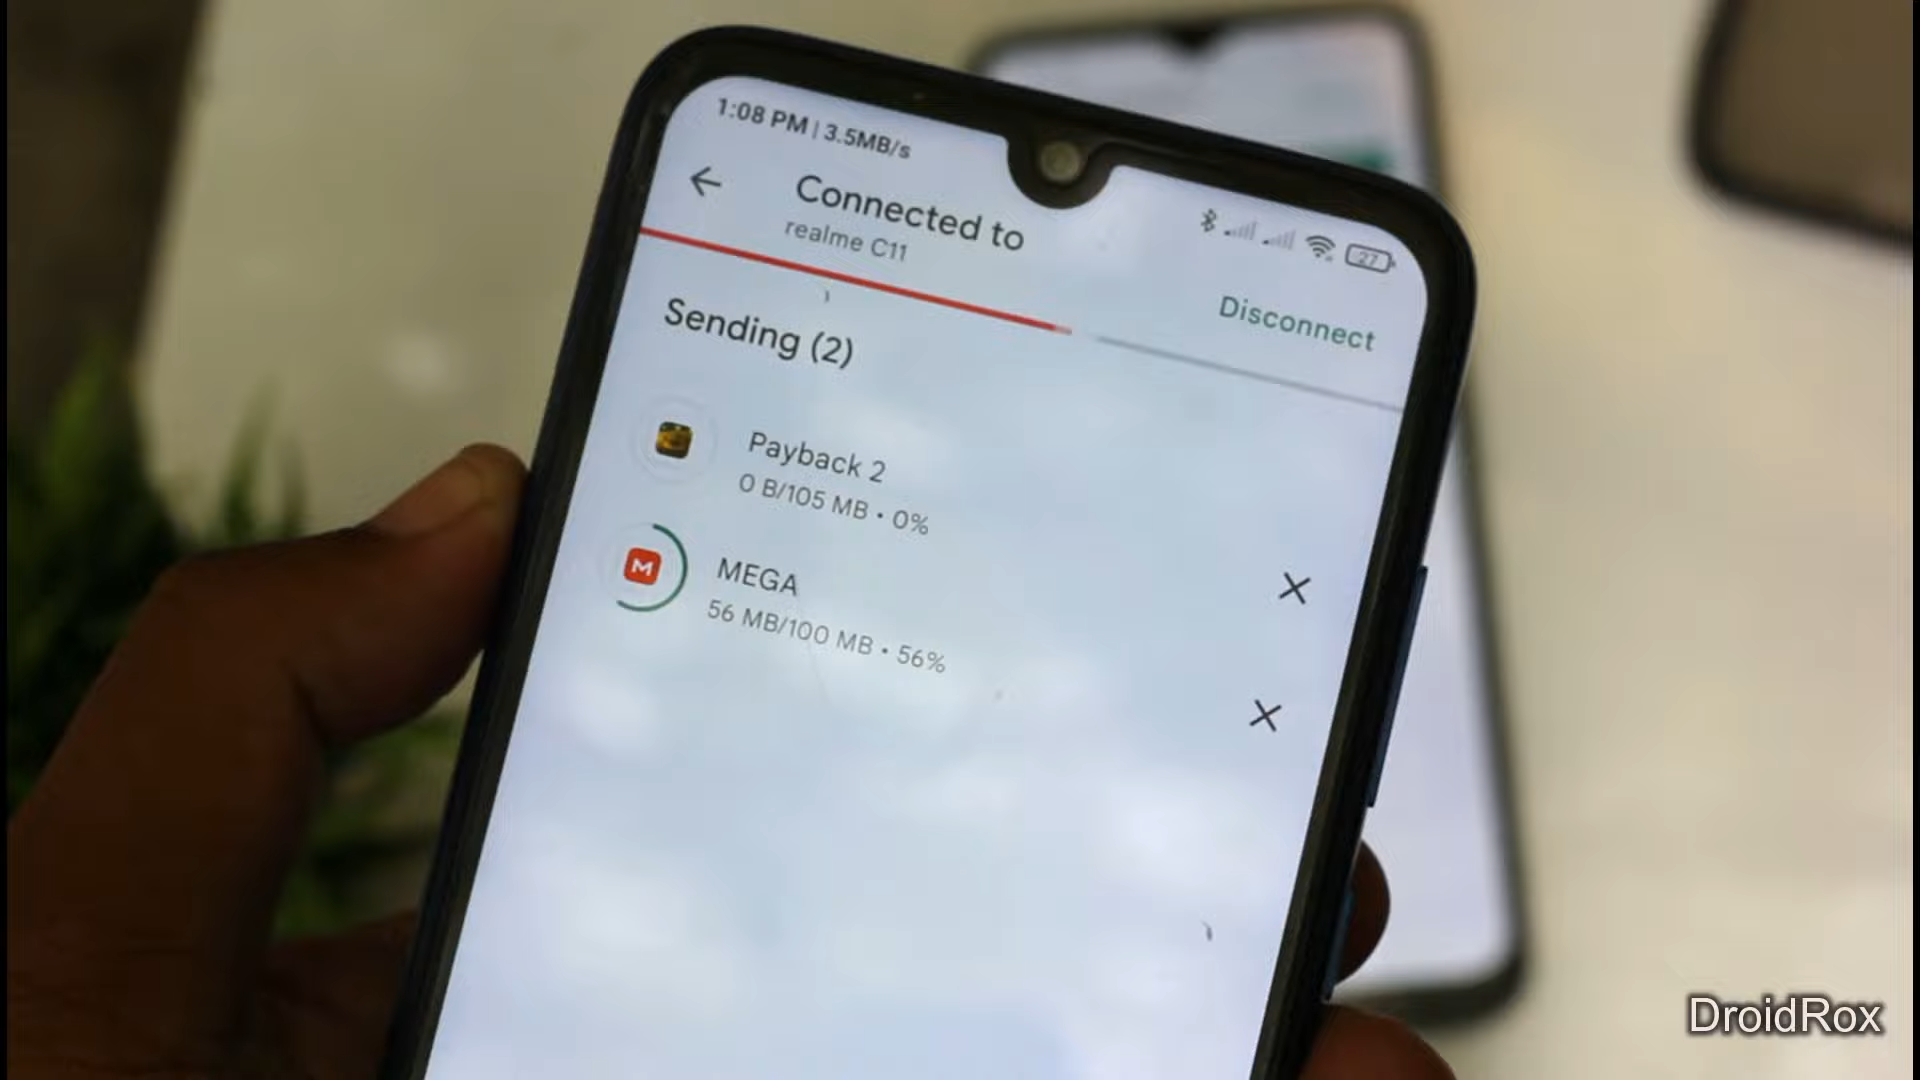 1:08 PM | 3.5MB/s
27
Connected to
realme C11
Disconnect
Sending (2)
Payback 2
0 B/105 MB • 0%
M
MEGA
56 MB/100 MB • 56%
DroidRox